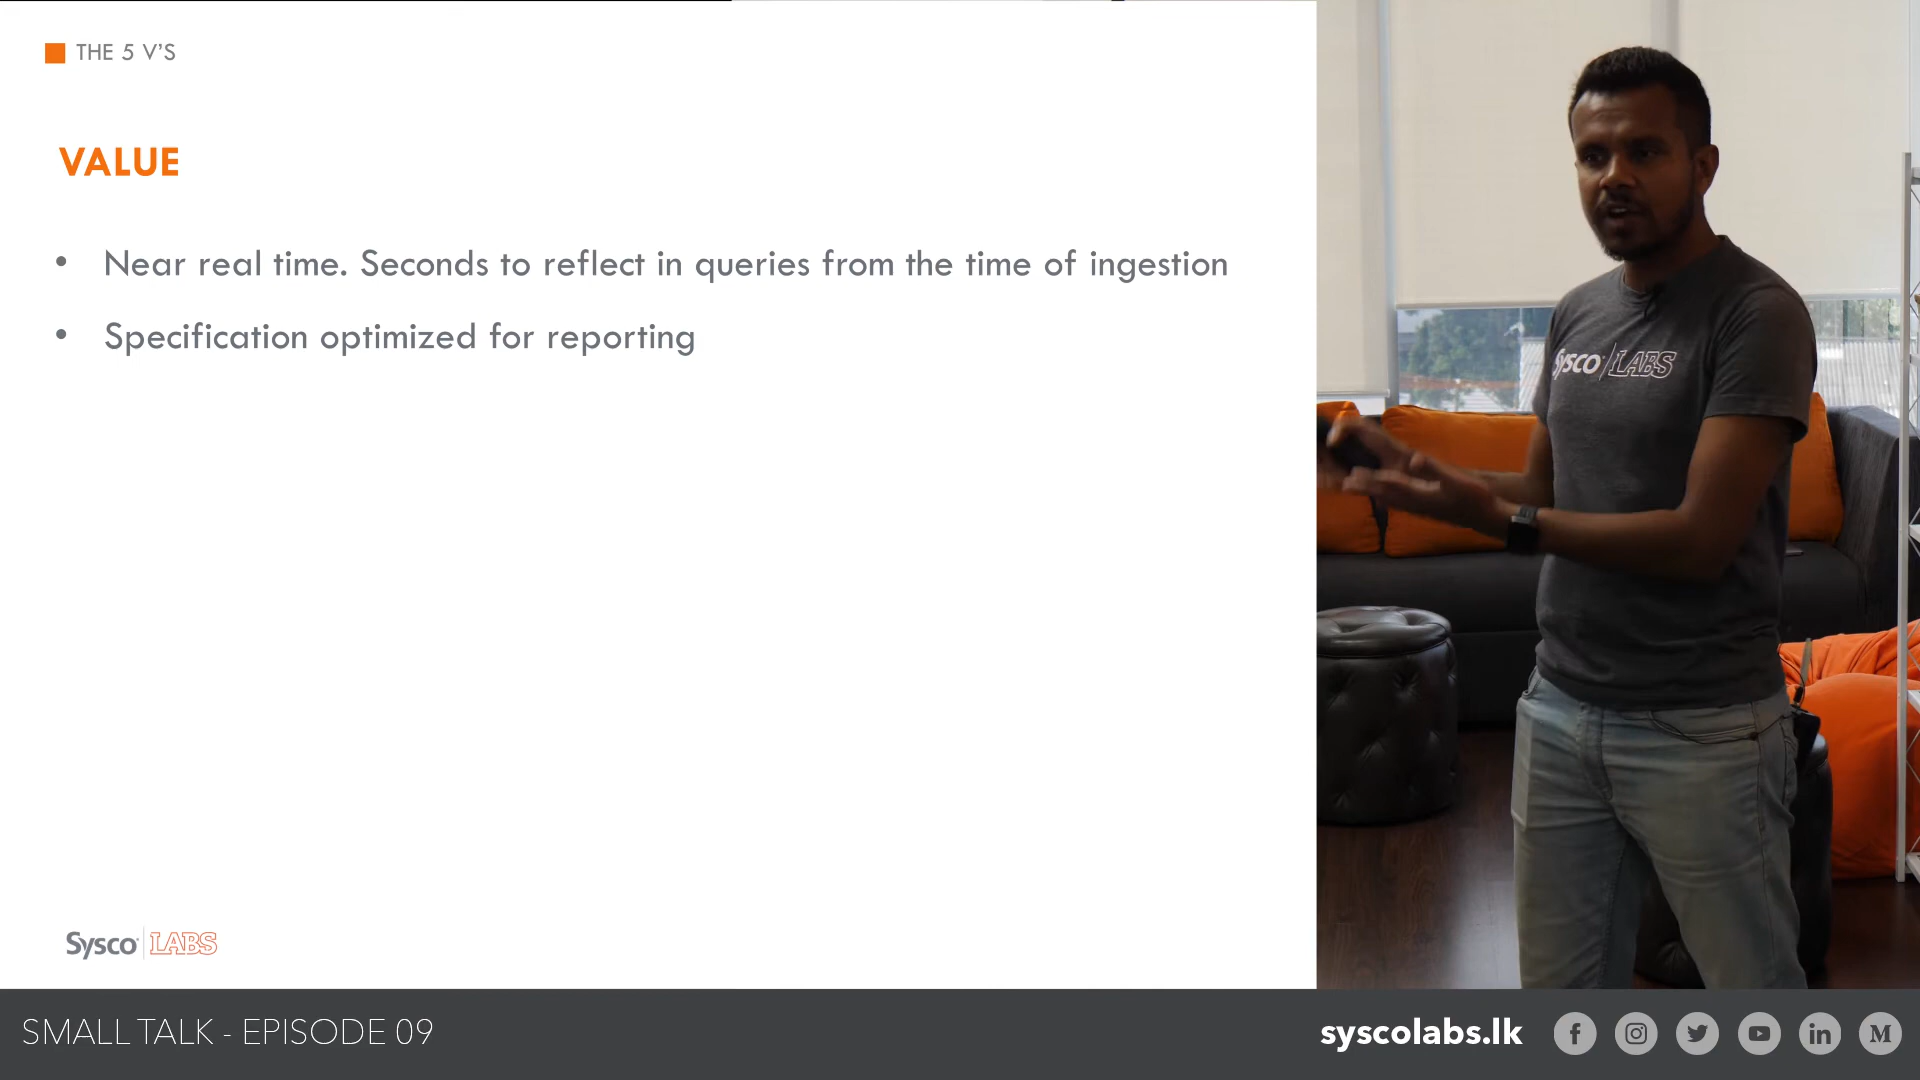 THE 5 V’S
VALUE
• Near real time. Seconds to reflect in queries from the time of ingestion
• Specification optimized for reporting
Sysco LABS
Sysco LABS
SMALL TALK - EPISODE 09
syscolabs.lk